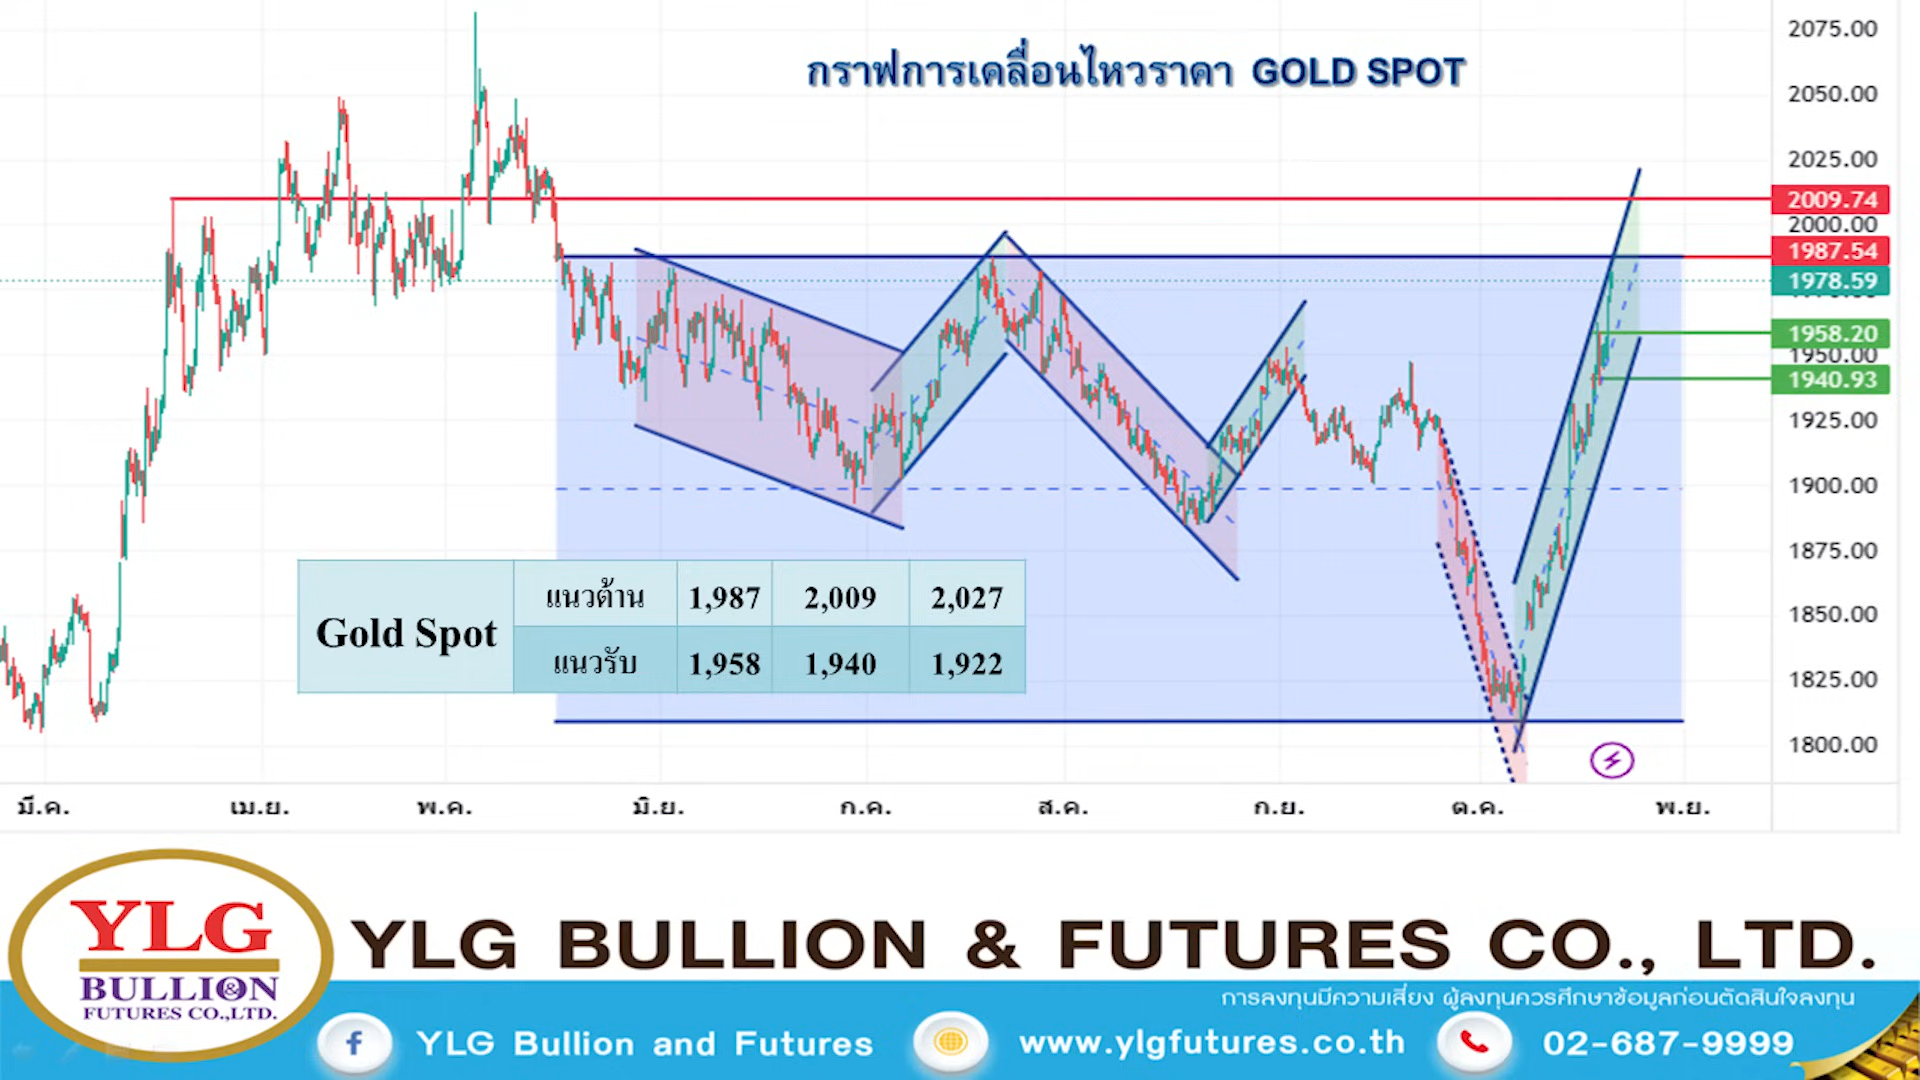 กราฟการเคลื่อนไหวราคา GOLD SPOT
2075.00
2050.00
2025.00
2009.74
2000.00
1987.54
1978.59
1958.20
1950.00
1940.93
1925.00
1900.00
1875.00
1850.00
1825.00
1800.00
Gold Spot
แนวต้าน 1,987 2,009 2,027
แนวรับ 1,958 1,940 1,922
มี.ค. เม.ย. พ.ค. มิ.ย. ก.ค. ส.ค. ก.ย. ต.ค. พ.ย.
YLG
BULLION
FUTURES CO.,LTD.
YLG BULLION & FUTURES CO., LTD.
การลงทุนมีความเสี่ยง ผู้ลงทุนควรศึกษาข้อมูลก่อนตัดสินใจลงทุน
YLG Bullion and Futures www.ylgfutures.co.th 02-687-9999